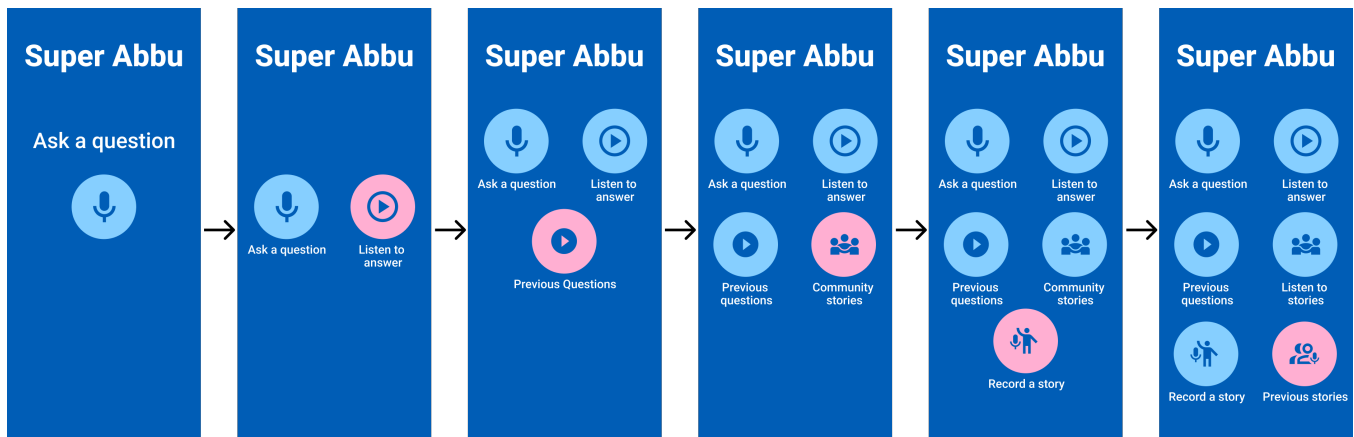 Super Abbu
Ask a question
Super Abbu
Ask a question
Listen to
answer
Super Abbu
Ask a question
Listen to
answer
Previous Questions
Super Abbu
Ask a question
Listen to
answer
Previous
questions
Community
stories
Super Abbu
Ask a question
Listen to
answer
Previous
questions
Community
stories
Record a story
Super Abbu
Ask a question
Listen to
answer
Previous
questions
Listen to
stories
Record a story
Previous stories